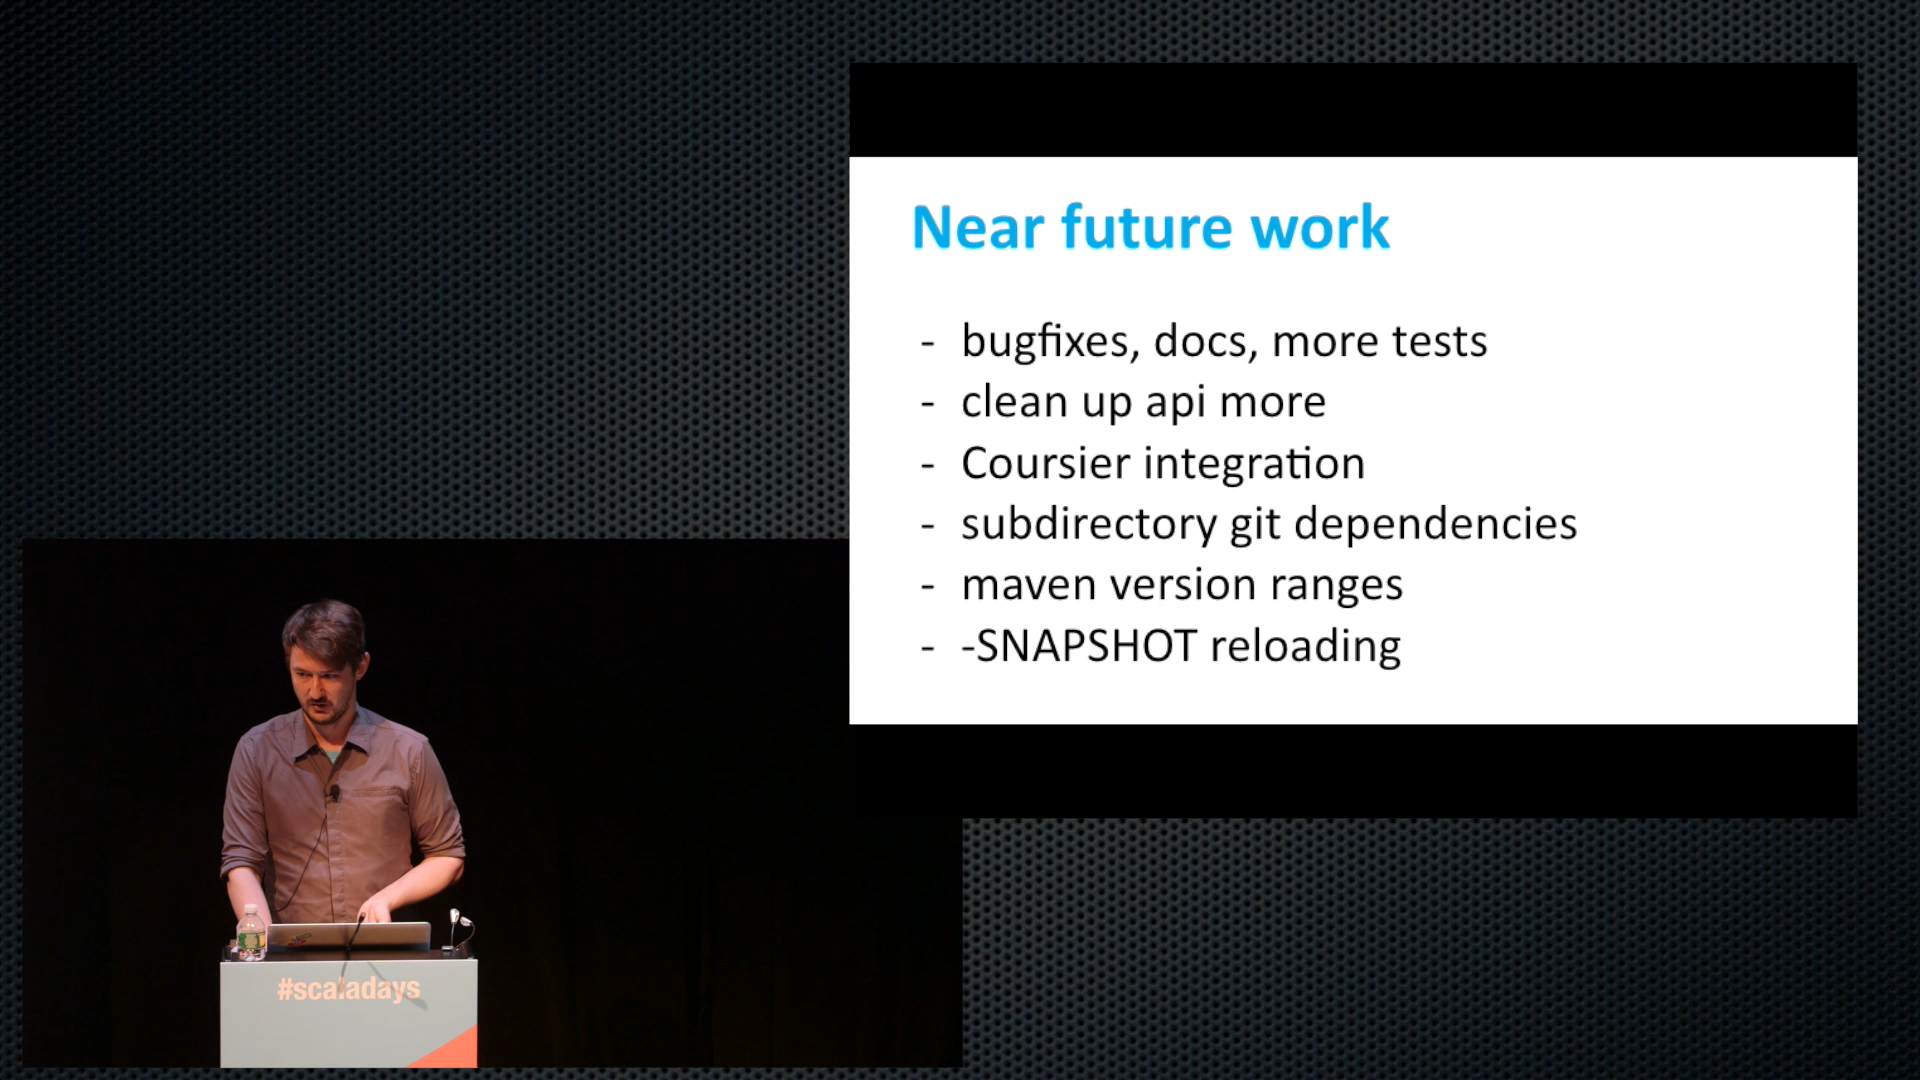 Near future work
- bugfixes, docs, more tests
- clean up api more
- Coursier integration
- subdirectory git dependencies
- maven version ranges
- -SNAPSHOT reloading
#scaladays